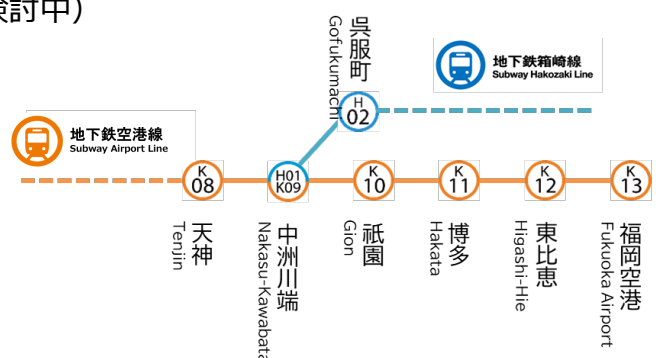 検討中）
呉服町
Gofukumachi
地下鉄箱崎線
Subway Hakozaki Line
H
02
地下鉄空港線
Subway Airport Line
K
08
H01
K09
K
10
K
11
K
12
K
13
天神
Tenjin
中洲川端
Nakasu-Kawabata
祇園
Gion
博多
Hakata
東比恵
Higashi-Hie
福岡空港
Fukuoka Airport